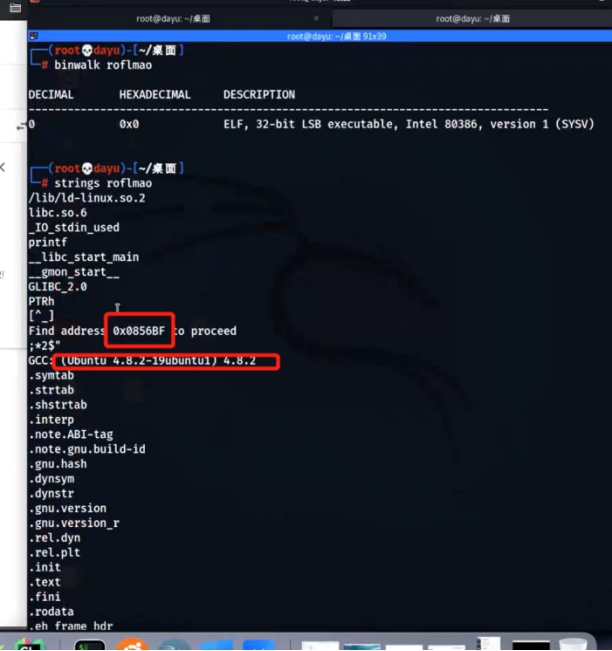 root@dayu: ~/桌面
root@dayu: ~/桌面
root@dayu: ~/桌面 91x39
(root💀dayu)-[~/桌面]
# binwalk roflmao
DECIMAL HEXADECIMAL DESCRIPTION
--------------------------------------------------------------------------------
0 0x0 ELF, 32-bit LSB executable, Intel 80386, version 1 (SYSV)
(root💀dayu)-[~/桌面]
# strings roflmao
/lib/ld-linux.so.2
libc.so.6
_IO_stdin_used
printf
__libc_start_main
__gmon_start__
GLIBC_2.0
PTRh
[^_]
Find address 0x0856BF to proceed
;*2$"
GCC: (Ubuntu 4.8.2-19ubuntu1) 4.8.2
.symtab
.strtab
.shstrtab
.interp
.note.ABI-tag
.note.gnu.build-id
.gnu.hash
.dynsym
.dynstr
.gnu.version
.gnu.version_r
.rel.dyn
.rel.plt
.init
.text
.fini
.rodata
.eh_frame_hdr